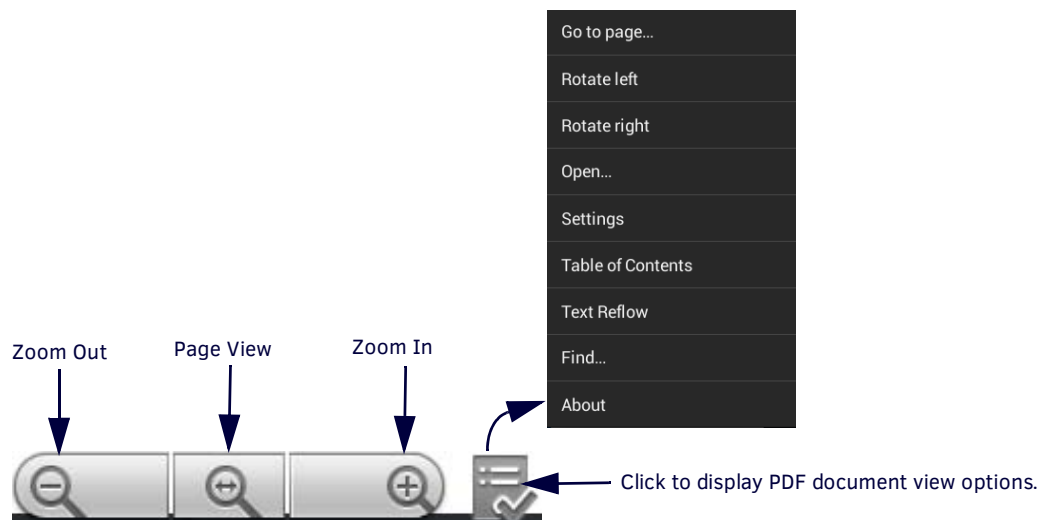 Go to page...
Rotate left
Rotate right
Open...
Settings
Table of Contents
Text Reflow
Find...
About
Zoom Out
Page View
Zoom In
Click to display PDF document view options.